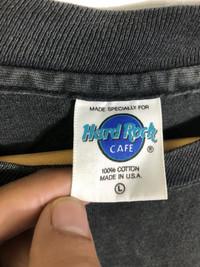 MADE SPECIALLY FOR
Hard Rock
CAFE ®
100% COTTON
MADE IN U.S.A.
L